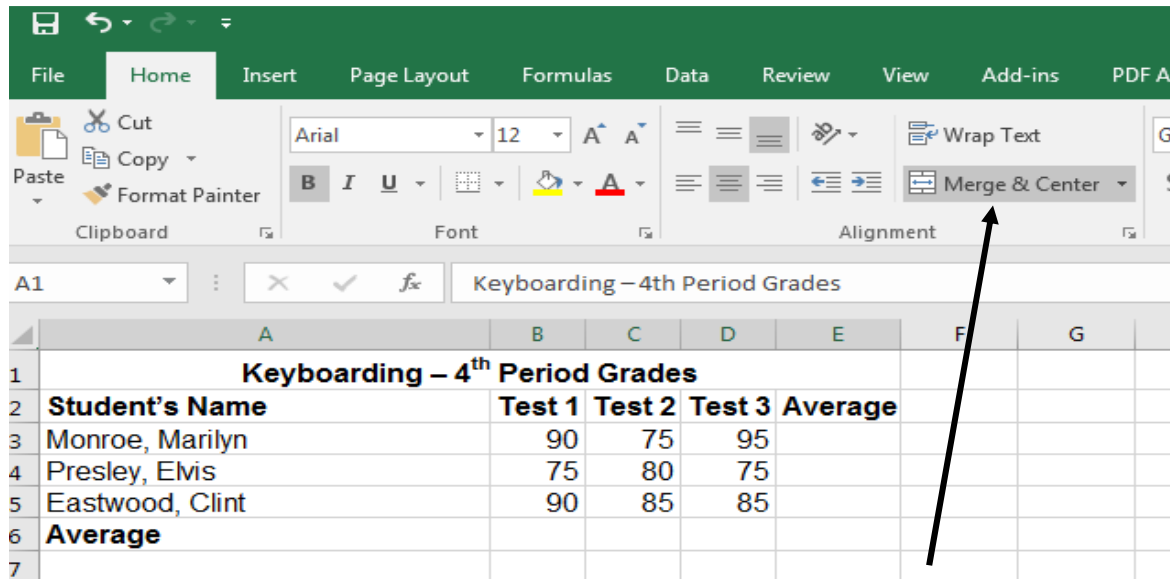 File Home Insert Page Layout Formulas Data Review View Add-ins PDF A
Cut
Copy
Format Painter
Paste
Clipboard
Arial 12 A A
B I U A
Font
Wrap Text
Merge & Center
Alignment
G
$
A1 fx Keyboarding – 4th Period Grades
A B C D E F G
1 Keyboarding – 4th Period Grades
2 Student's Name Test 1 Test 2 Test 3 Average
3 Monroe, Marilyn 90 75 95
4 Presley, Elvis 75 80 75
5 Eastwood, Clint 90 85 85
6 Average
7